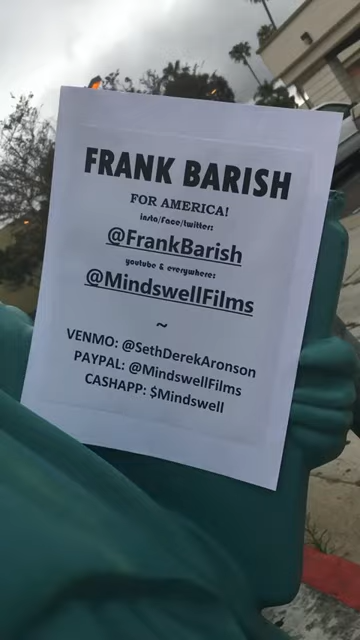 FRANK BARISH
FOR AMERICA!
insta/face/twitter:
@FrankBarish
youtube & everywhere:
@MindswellFilms
~
VENMO: @SethDerekAronson
PAYPAL: @MindswellFilms
CASHAPP: $Mindswell